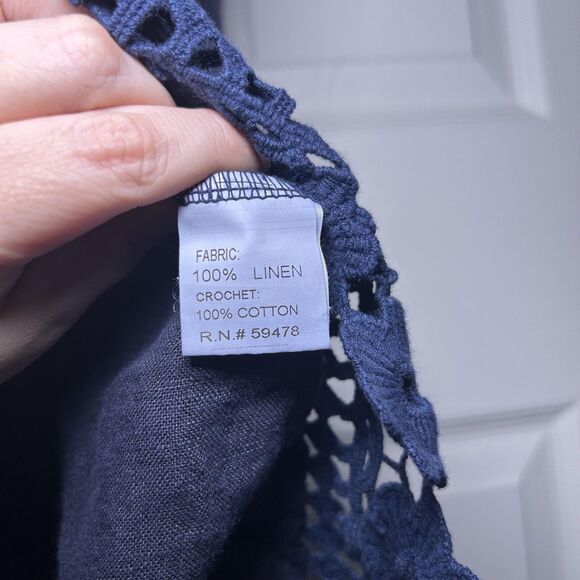 FABRIC:
100% LINEN
CROCHET:
100% COTTON
R.N.# 59478